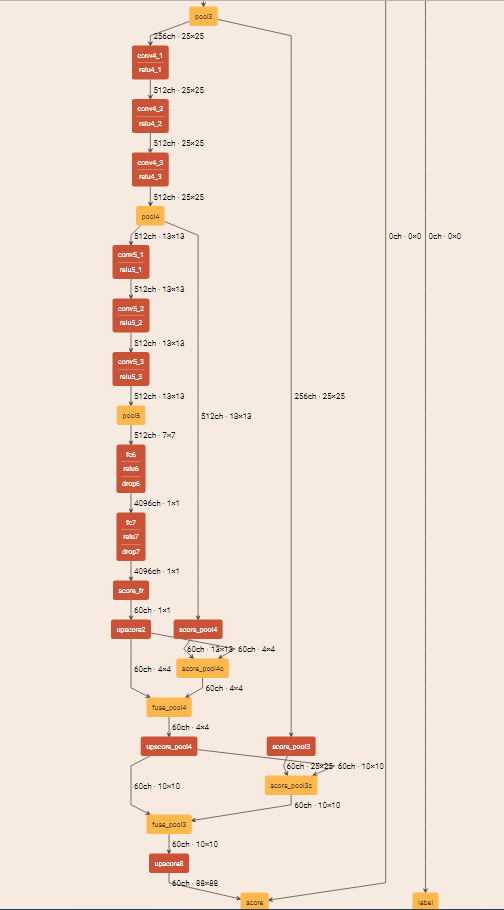 pool3
256ch · 25×25
conv4_1
relu4_1
512ch · 25×25
conv4_2
relu4_2
512ch · 25×25
conv4_3
relu4_3
512ch · 25×25
pool4
512ch · 13×13
0ch · 0×0 0ch · 0×0
conv5_1
relu5_1
512ch · 13×13
conv5_2
relu5_2
512ch · 13×13
conv5_3
relu5_3
512ch · 13×13
256ch · 25×25
pool5
512ch · 13×13
512ch · 7×7
fc6
relu6
drop6
4096ch · 1×1
fc7
relu7
drop7
4096ch · 1×1
score_fr
60ch · 1×1
upscore2 score_pool4
60ch · 13×13 60ch · 4×4
60ch · 4×4 score_pool4c
60ch · 4×4
fuse_pool4
60ch · 4×4
upscore_pool4 score_pool3
60ch · 25×25 60ch · 10×10
60ch · 10×10 score_pool3c
60ch · 10×10
fuse_pool3
60ch · 10×10
upscore8
60ch · 88×88
score label